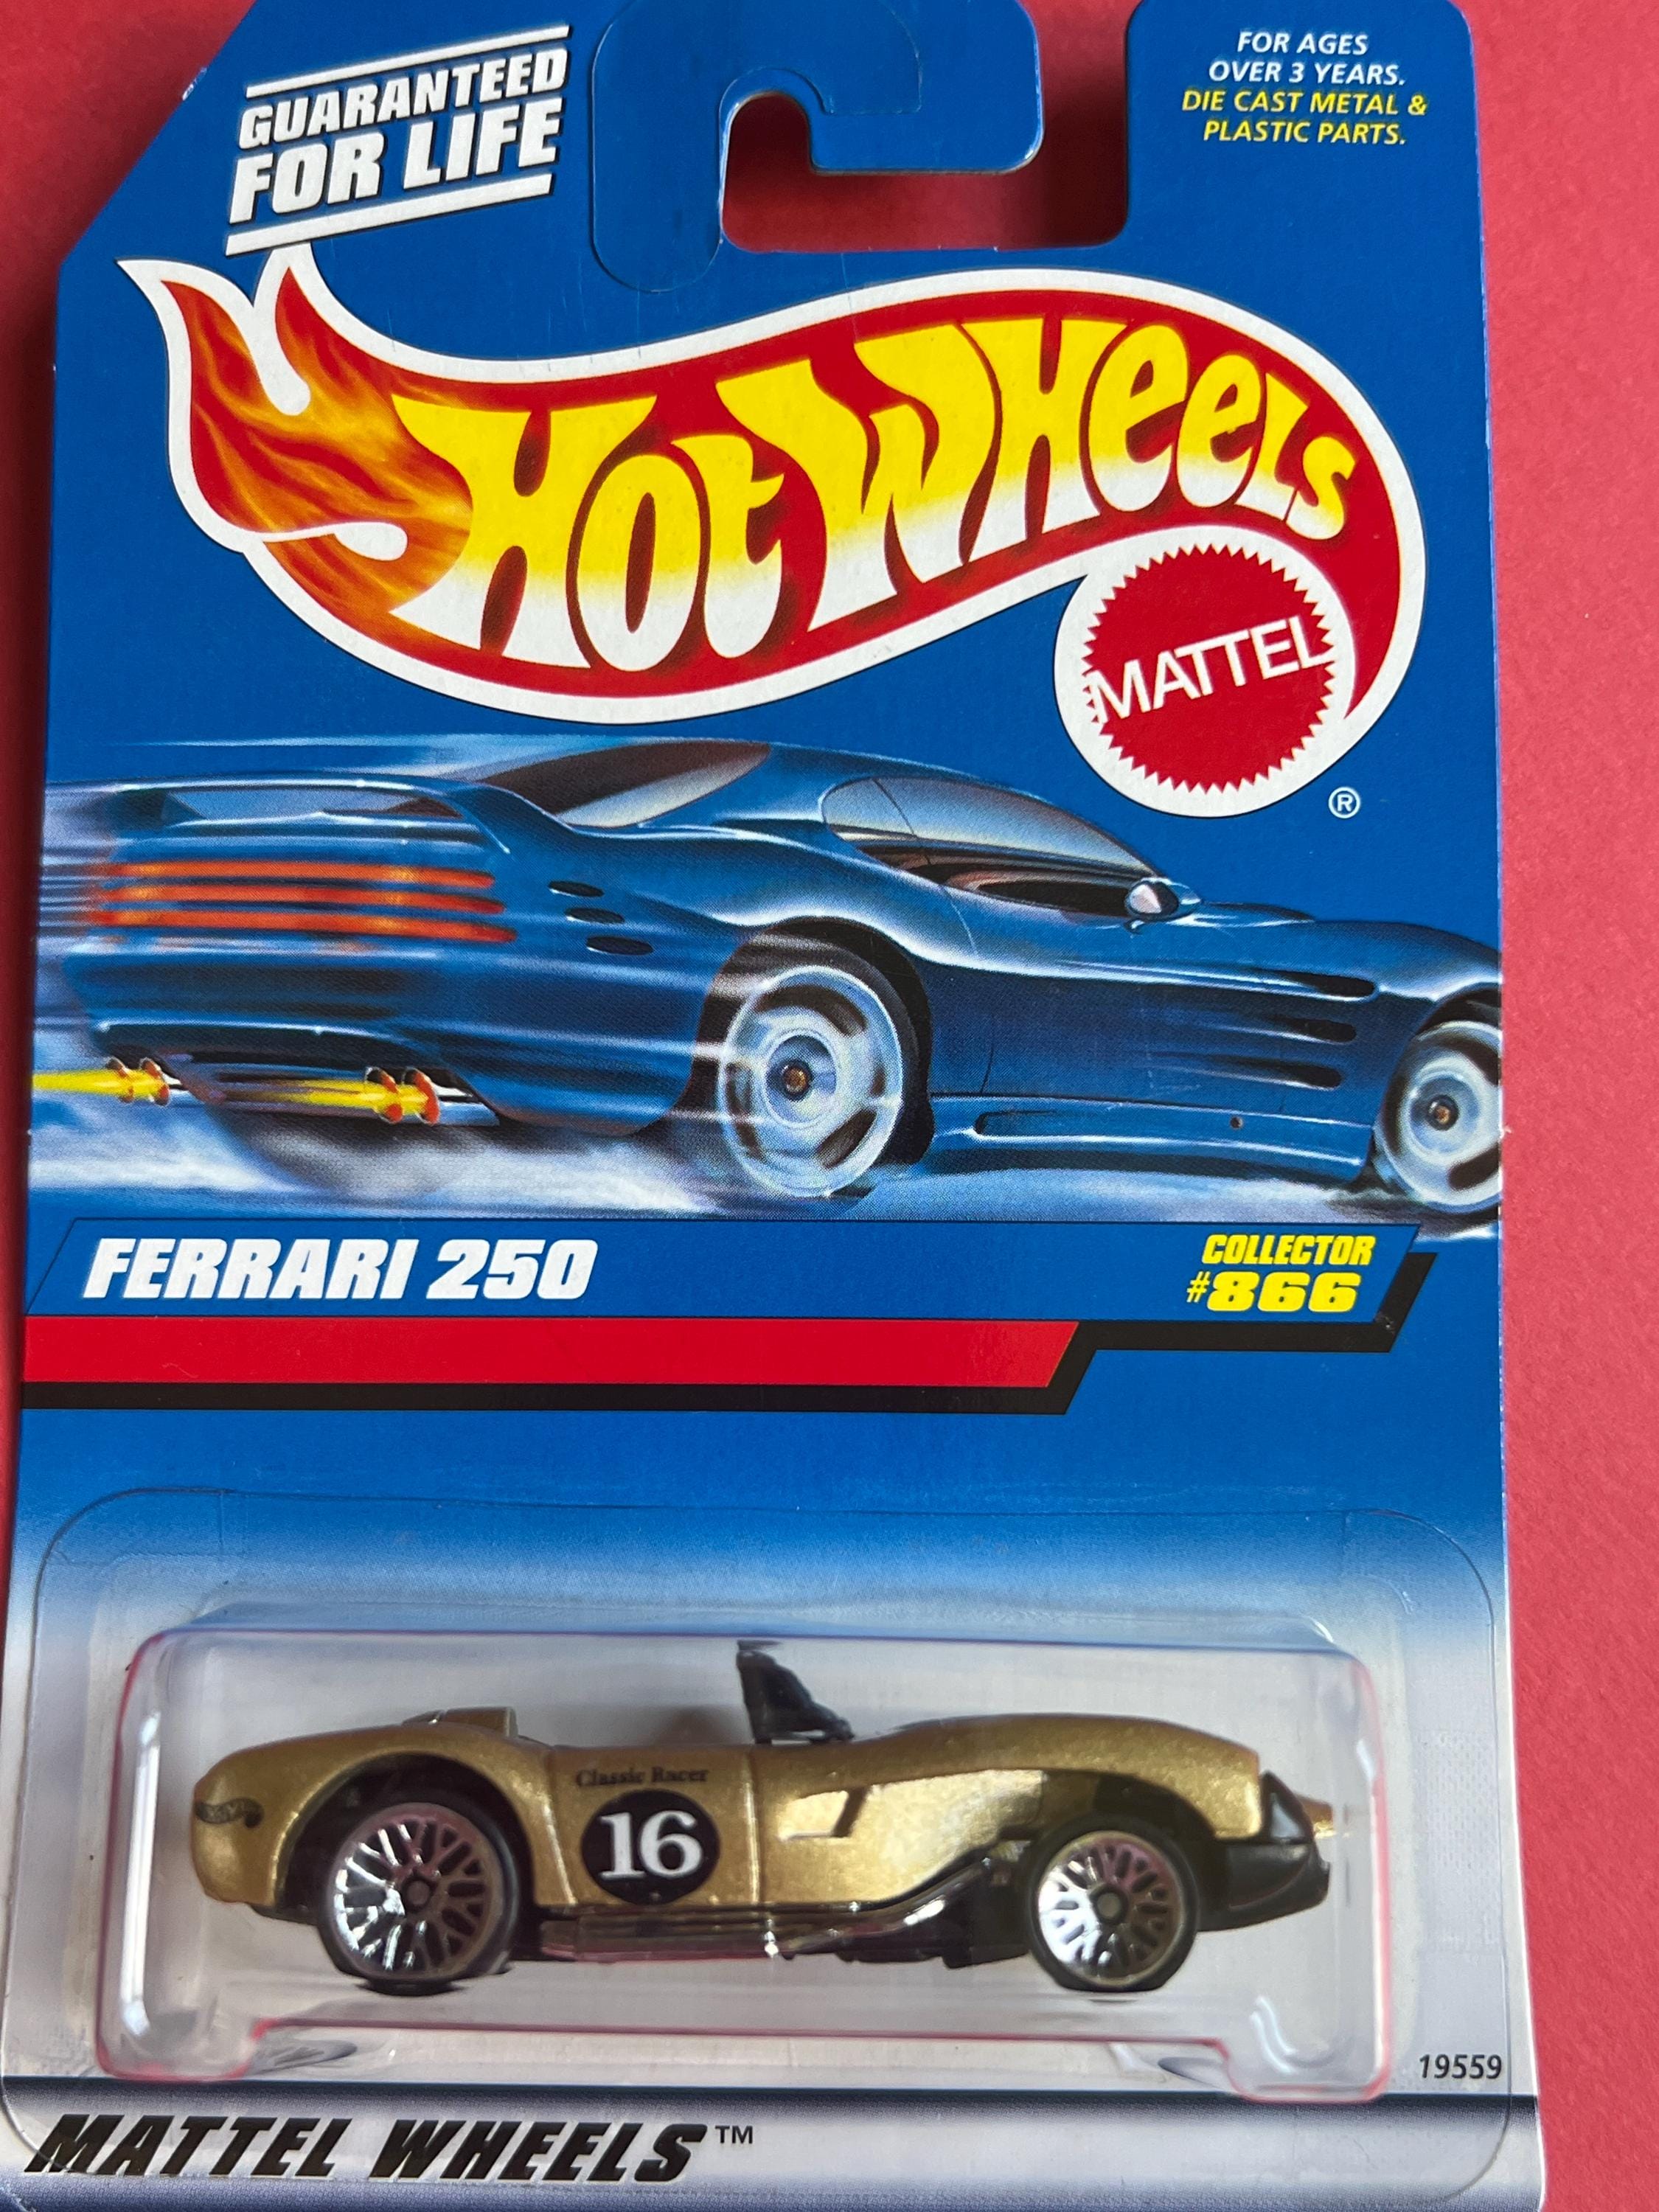 GUARANTEED
FOR LIFE
FOR AGES
OVER 3 YEARS.
DIE CAST METAL &
PLASTIC PARTS.
HOT WHEELS
MATTEL
®
FERRARI 250
COLLECTOR
#866
Classic Racer
16
19559
MATTEL WHEELS™